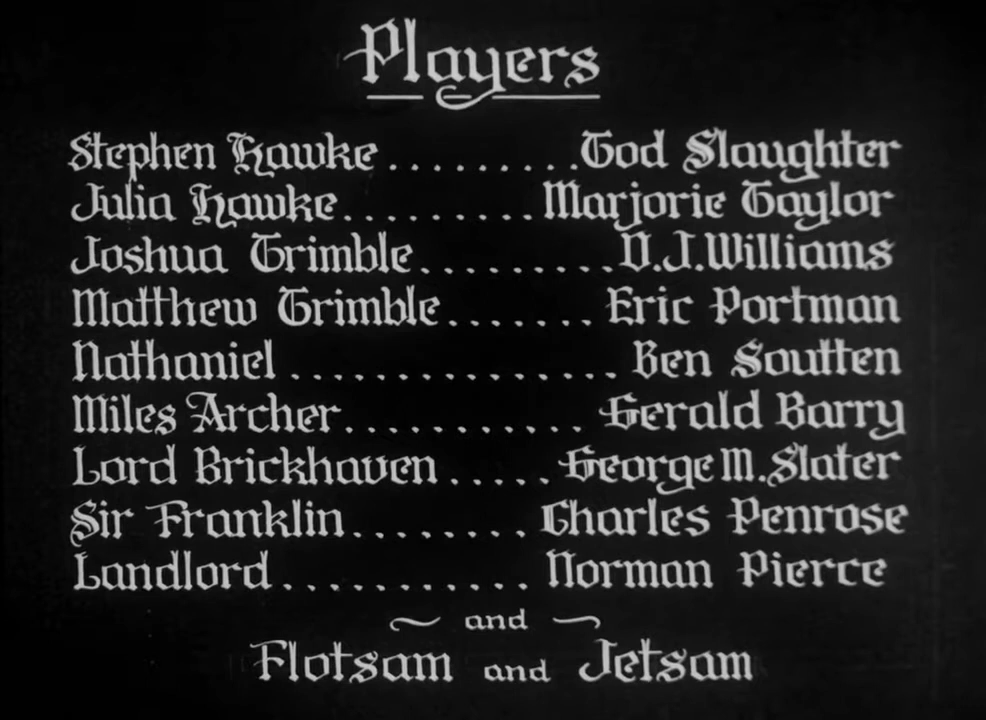 Players
Stephen Hawke.........Tod Slaughter
Julia Hawke..........Marjorie Taylor
Joshua Trimble..........D.J.Williams
Matthew Trimble.......Eric Portman
Nathaniel................Ben Soutten
Miles Archer............Gerald Barry
Lord Brickhaven.....George M.Slater
Sir Franklin.........Charles Penrose
Landlord...........Norman Pierce
~ and ~
Flotsam and Jetsam